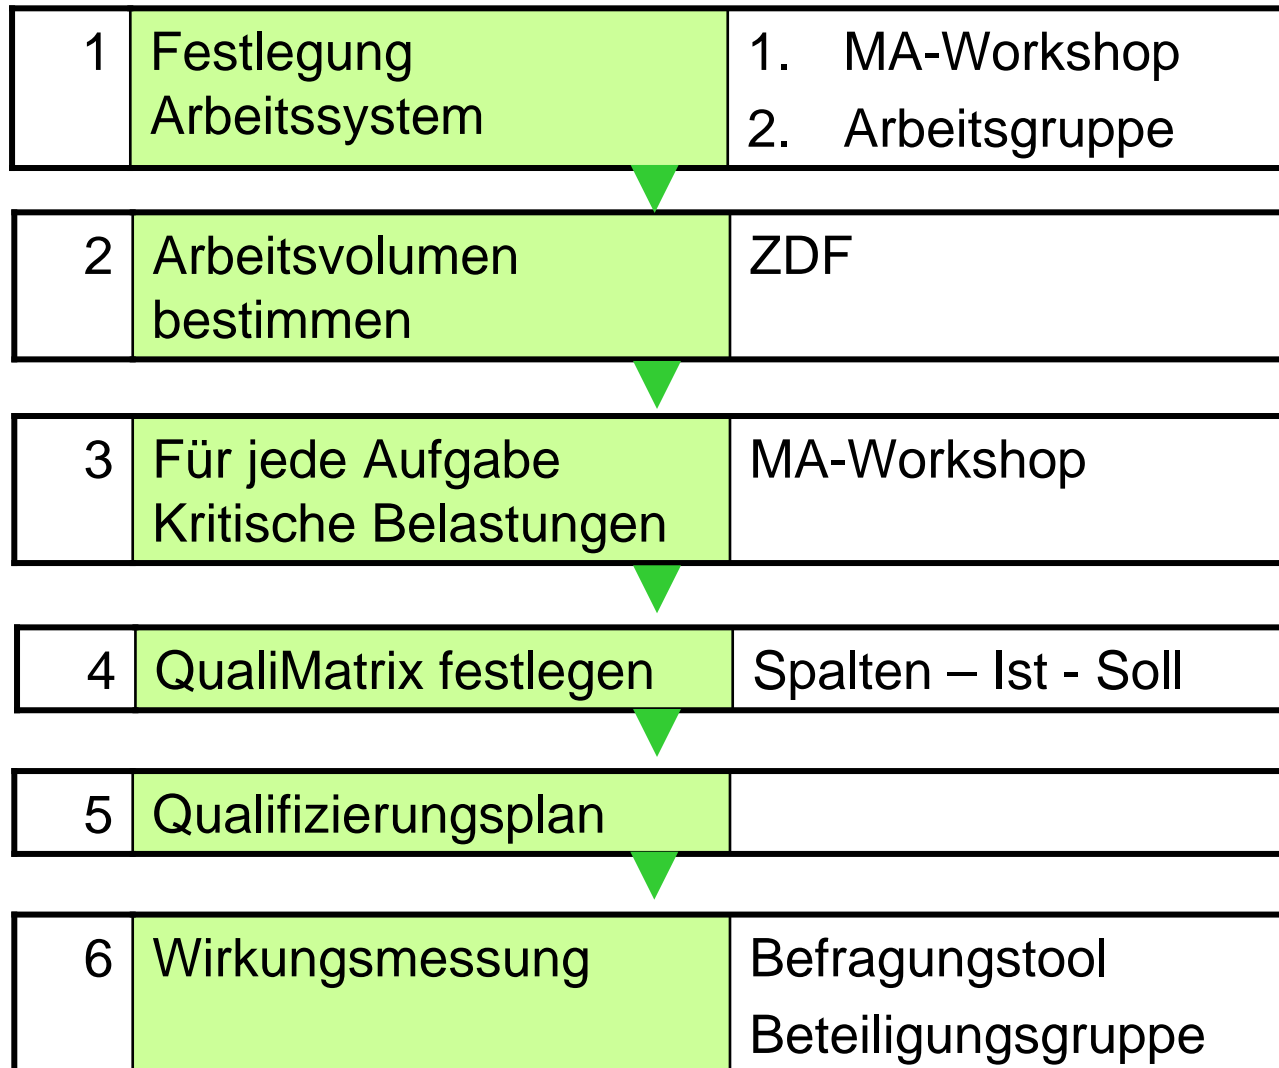 1 Festlegung 1. MA-Workshop
Arbeitssystem 2. Arbeitsgruppe
2 Arbeitsvolumen ZDF
bestimmen
3 Für jede Aufgabe MA-Workshop
Kritische Belastungen
4 QualiMatrix festlegen Spalten – Ist - Soll
5 Qualifizierungsplan
6 Wirkungsmessung Befragungstool
Beteiligungsgruppe